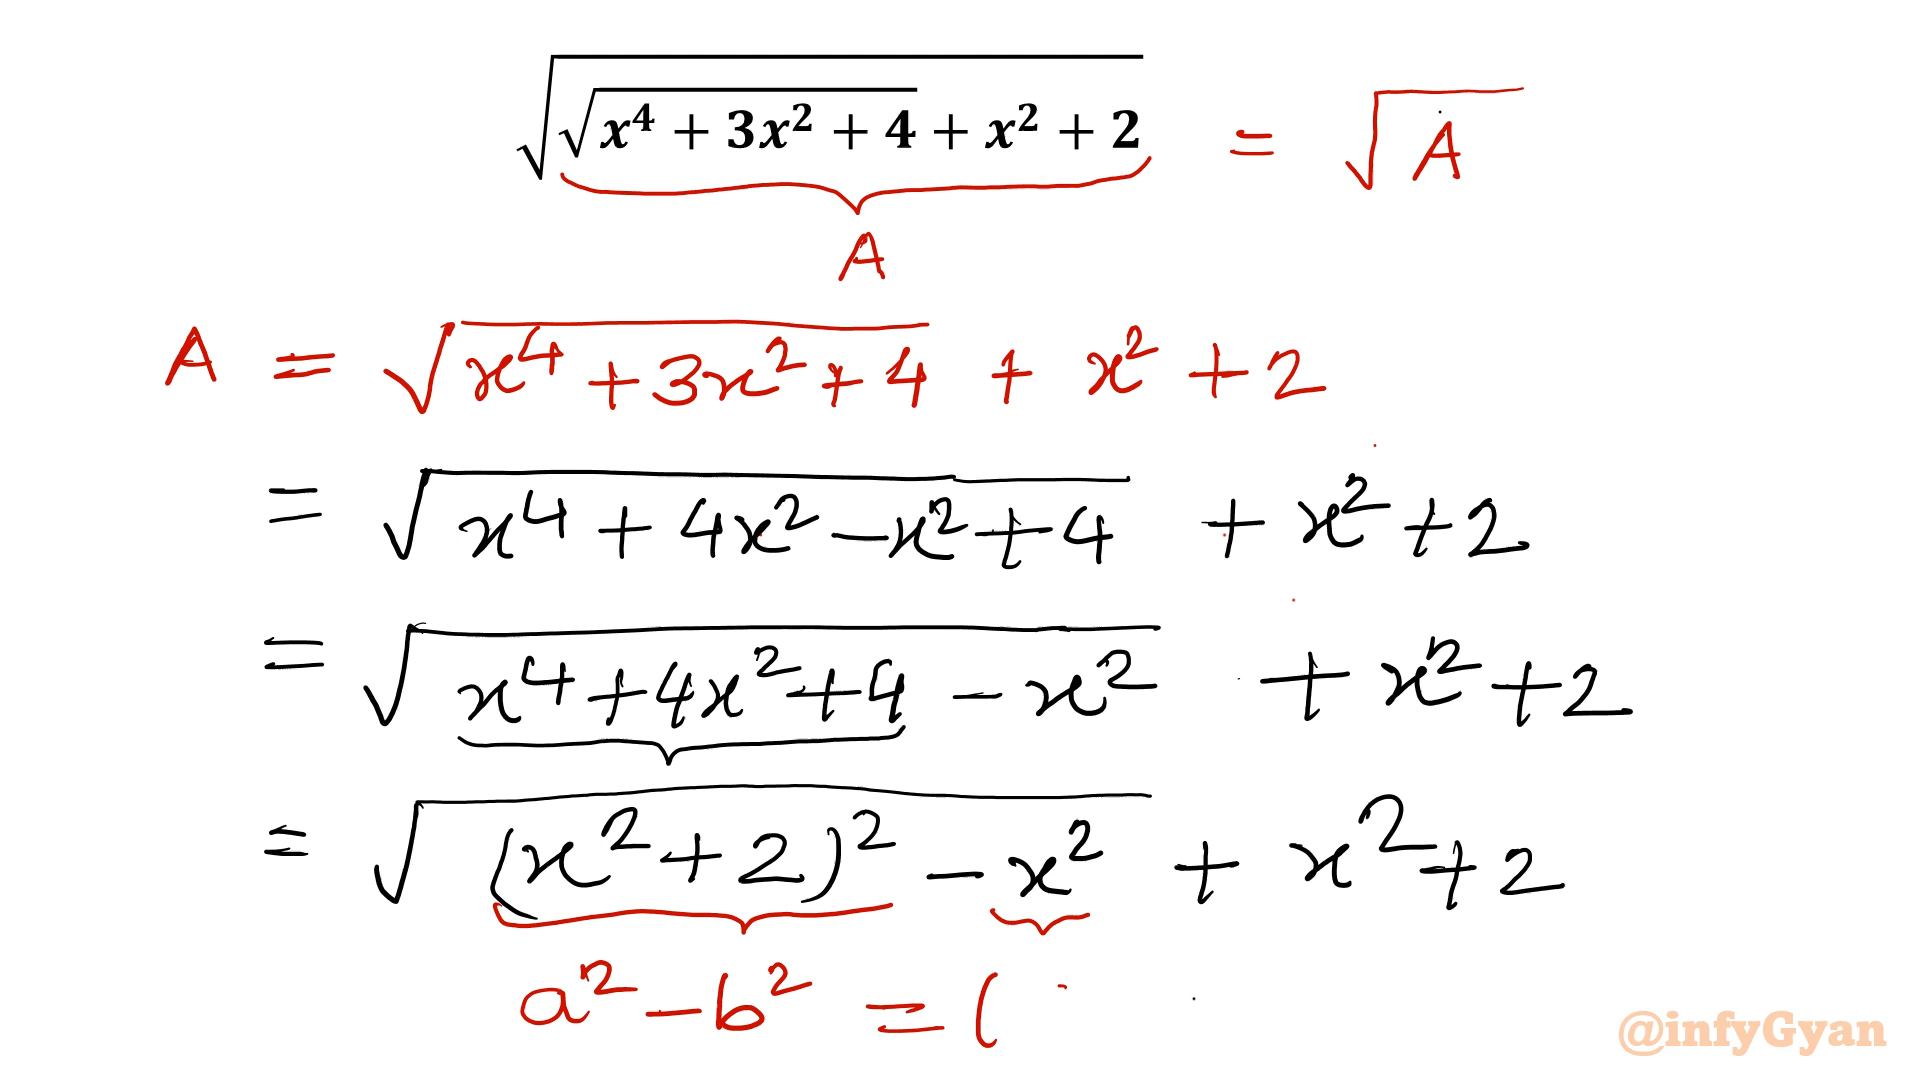 √(√(x⁴ + 3x² + 4) + x² + 2) = √A
A
A = √(x⁴ + 3x² + 4) + x² + 2
= √(x⁴ + 4x² − x² + 4) + x² + 2
= √(x⁴ + 4x² + 4 − x²) + x² + 2
= √((x² + 2)² − x²) + x² + 2
a² − b² = (
@infyGyan